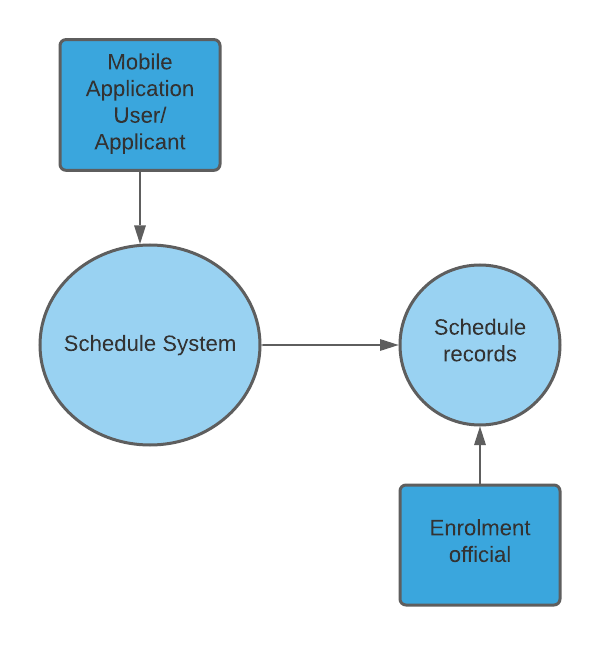 Mobile
Application
User/
Applicant
Schedule System
Schedule
records
Enrolment
official